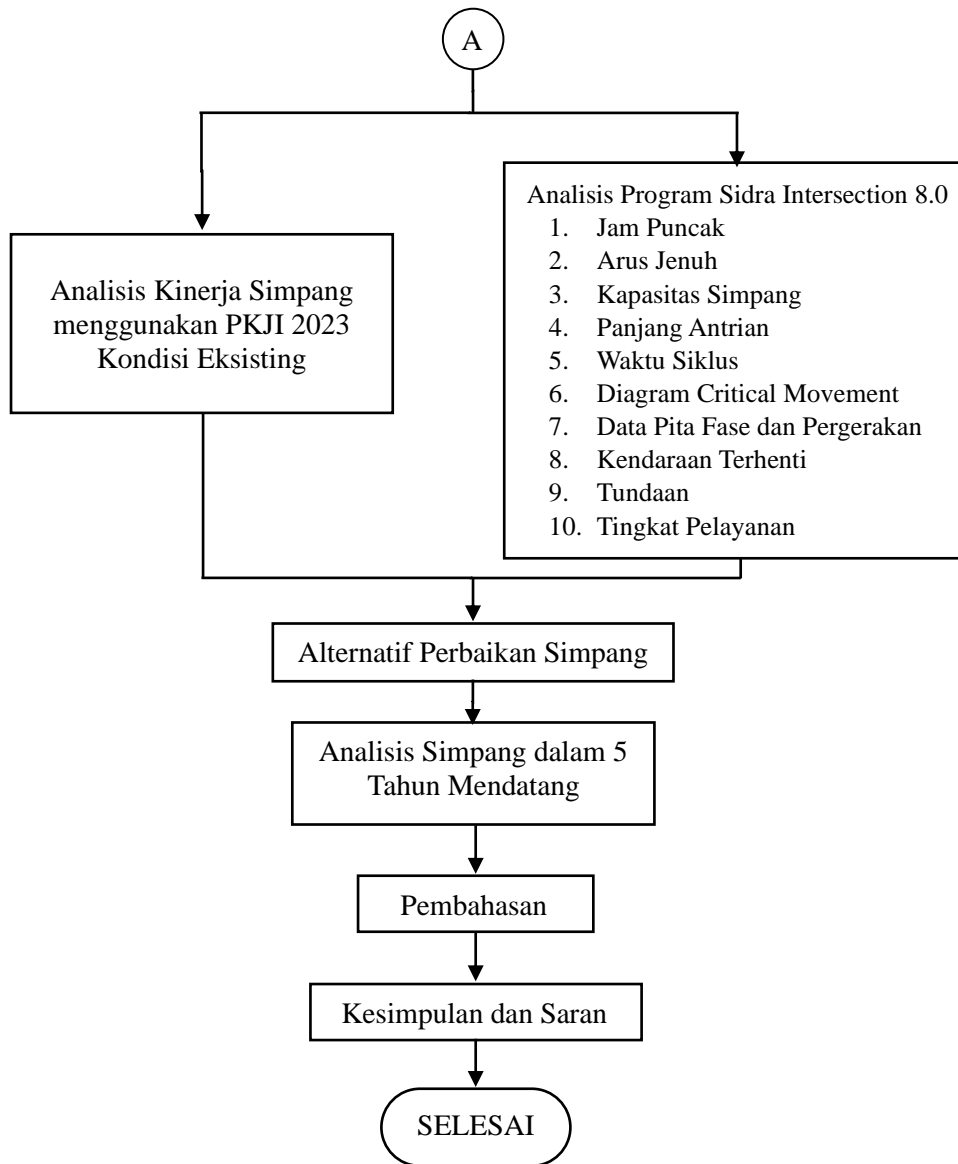 A
Analisis Kinerja Simpang
menggunakan PKJI 2023
Kondisi Eksisting
Analisis Program Sidra Intersection 8.0
1. Jam Puncak
2. Arus Jenuh
3. Kapasitas Simpang
4. Panjang Antrian
5. Waktu Siklus
6. Diagram Critical Movement
7. Data Pita Fase dan Pergerakan
8. Kendaraan Terhenti
9. Tundaan
10. Tingkat Pelayanan
Alternatif Perbaikan Simpang
Analisis Simpang dalam 5
Tahun Mendatang
Pembahasan
Kesimpulan dan Saran
SELESAI